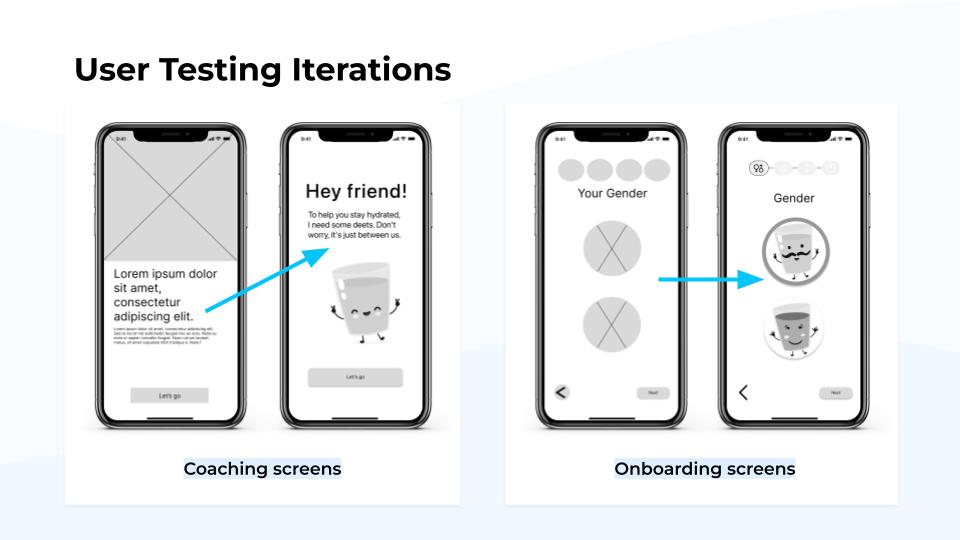 User Testing Iterations
9:41
Lorem ipsum dolor
sit amet,
consectetur
adipiscing elit.
Let's go
9:41
Hey friend!
To help you stay hydrated,
I need some deets. Don't
worry, it's just between us.
Let's go
Coaching screens
9:41
Your Gender
Next
9:41
Gender
Next
Onboarding screens